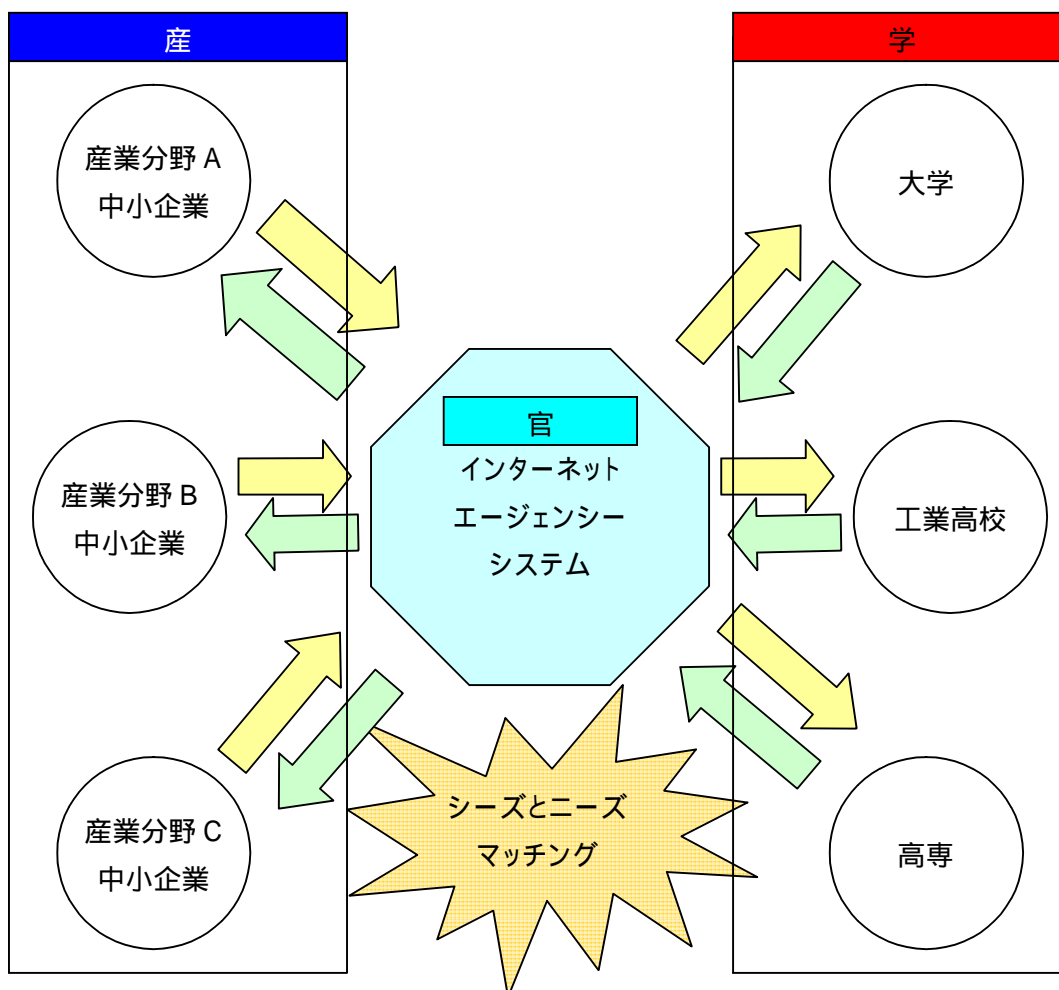 産
学
産業分野 A
中小企業
大学
官
インターネット
エージェンシー
システム
産業分野 B
中小企業
工業高校
シーズとニーズ
マッチング
産業分野 C
中小企業
高専